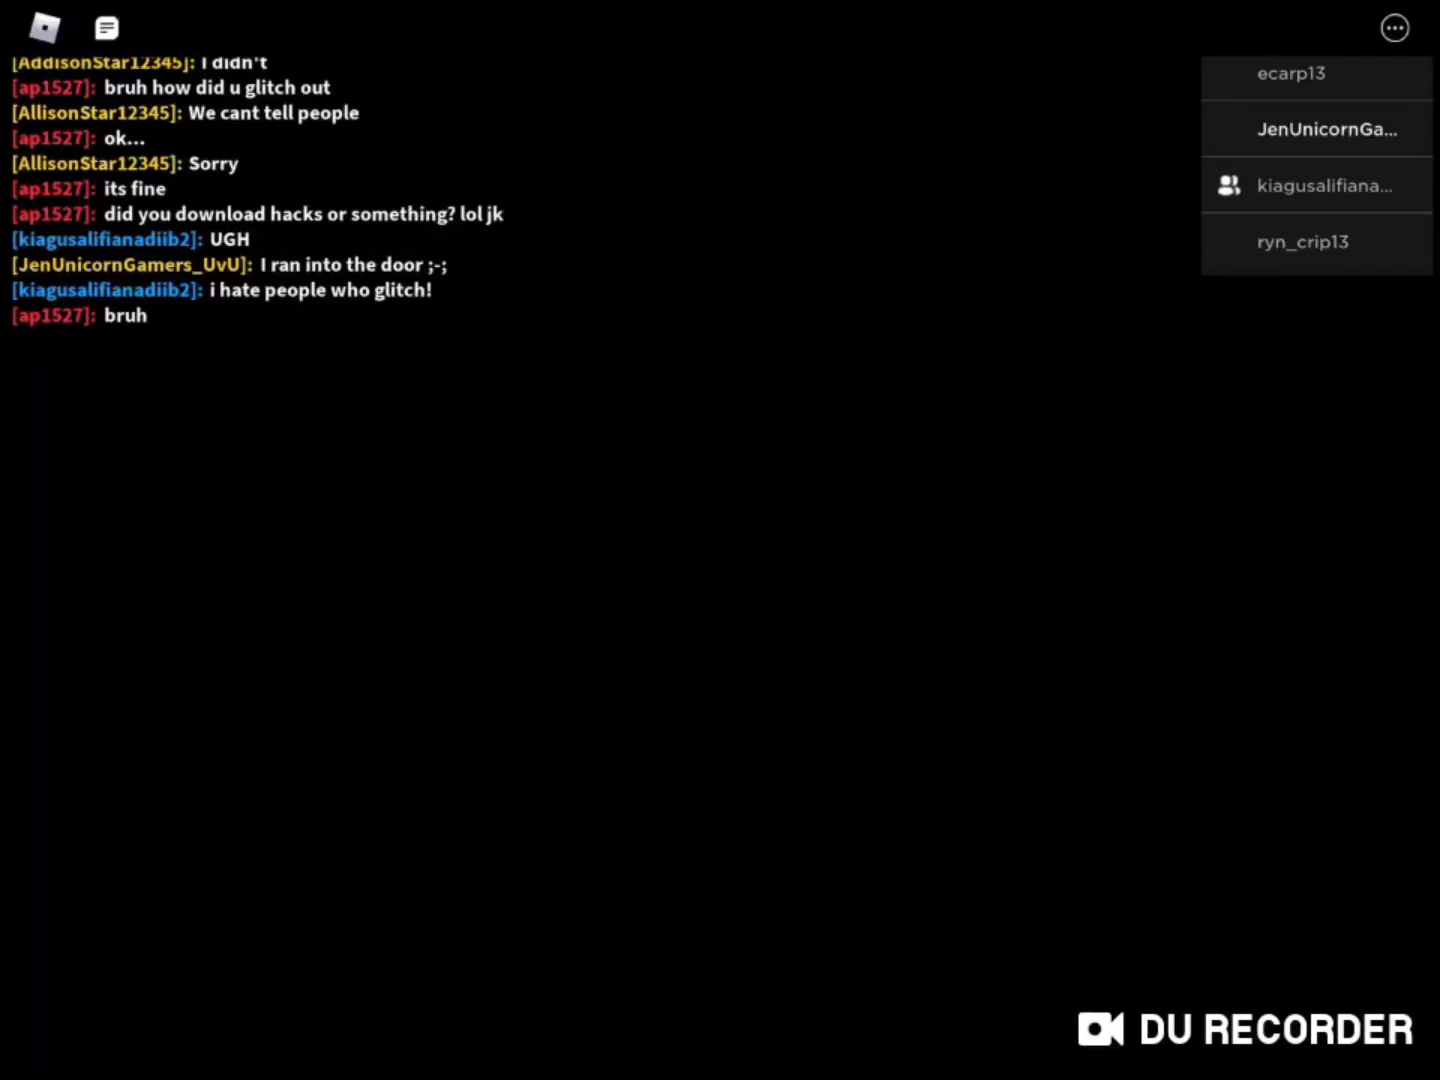 [AddisonStar12345]: I didn't
[ap1527]: bruh how did u glitch out
[AllisonStar12345]: We cant tell people
[ap1527]: ok...
[AllisonStar12345]: Sorry
[ap1527]: its fine
[ap1527]: did you download hacks or something? lol jk
[kiagusalifianadiib2]: UGH
[JenUnicornGamers_UvU]: I ran into the door ;-;
[kiagusalifianadiib2]: i hate people who glitch!
[ap1527]: bruh
ecarp13
JenUnicornGa...
kiagusalifiana...
ryn_crip13
DU RECORDER